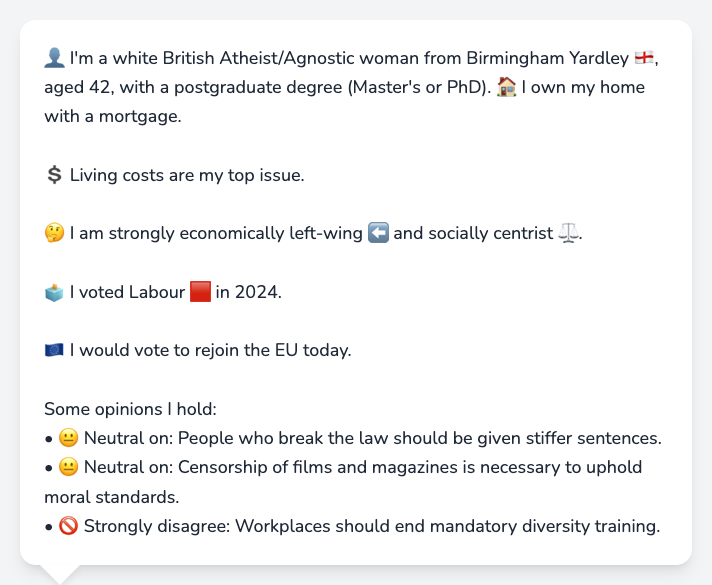 👤 I'm a white British Atheist/Agnostic woman from Birmingham Yardley 🏴󠁧󠁢󠁥󠁮󠁧󠁿,
aged 42, with a postgraduate degree (Master's or PhD). 🏠 I own my home
with a mortgage.
💲 Living costs are my top issue.
🤔 I am strongly economically left-wing ⬅️ and socially centrist ⚖️.
🗳️ I voted Labour 🟥 in 2024.
🇪🇺 I would vote to rejoin the EU today.
Some opinions I hold:
• 😐 Neutral on: People who break the law should be given stiffer sentences.
• 😐 Neutral on: Censorship of films and magazines is necessary to uphold
moral standards.
• 🚫 Strongly disagree: Workplaces should end mandatory diversity training.